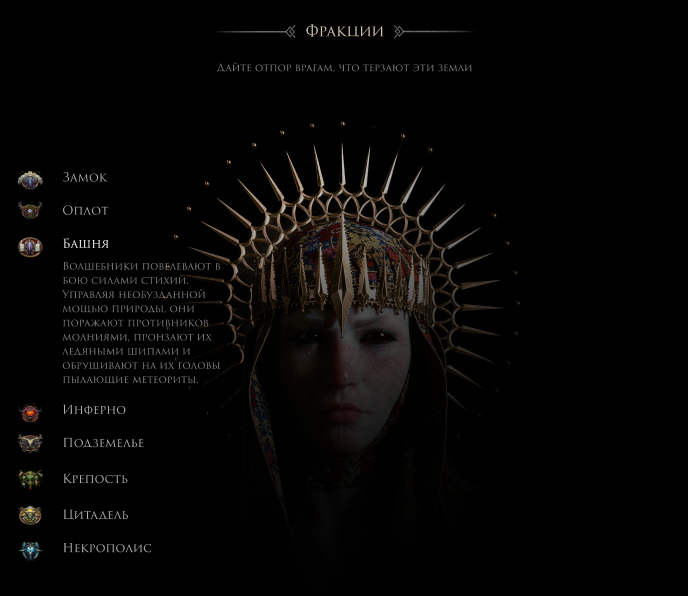 Фракции
Дайте отпор врагам, что терзают эти земли
Замок
Оплот
Башня
Волшебники повелевают в
бою силами стихий.
Управляя необузданной
мощью природы, они
поражают противников
молниями, пронзают их
ледяными шипами и
обрушивают на их головы
пылающие метеориты.
Инферно
Подземелье
Крепость
Цитадель
Некрополис